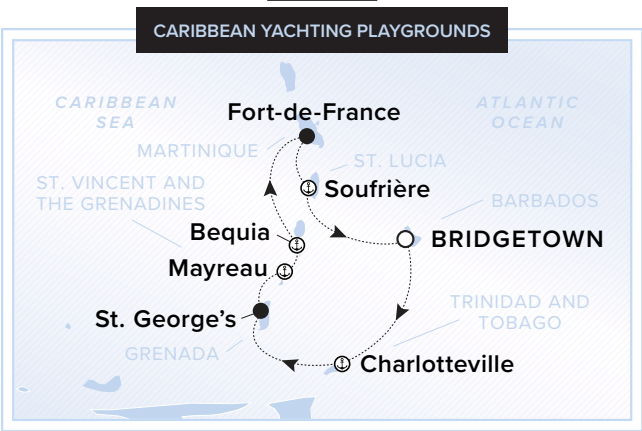 CARIBBEAN YACHTING PLAYGROUNDS
CARIBBEAN
SEA
ATLANTIC
OCEAN
Fort-de-France
MARTINIQUE
ST. LUCIA
ST. VINCENT AND
THE GRENADINES
Soufrière
BARBADOS
Bequia
BRIDGETOWN
Mayreau
TRINIDAD AND
TOBAGO
St. George's
GRENADA
Charlotteville